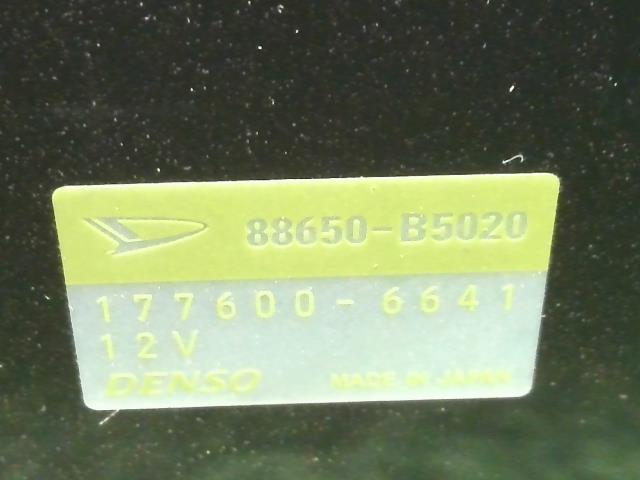 88650-B5020
177600-6641
12V
DENSO MADE IN JAPAN